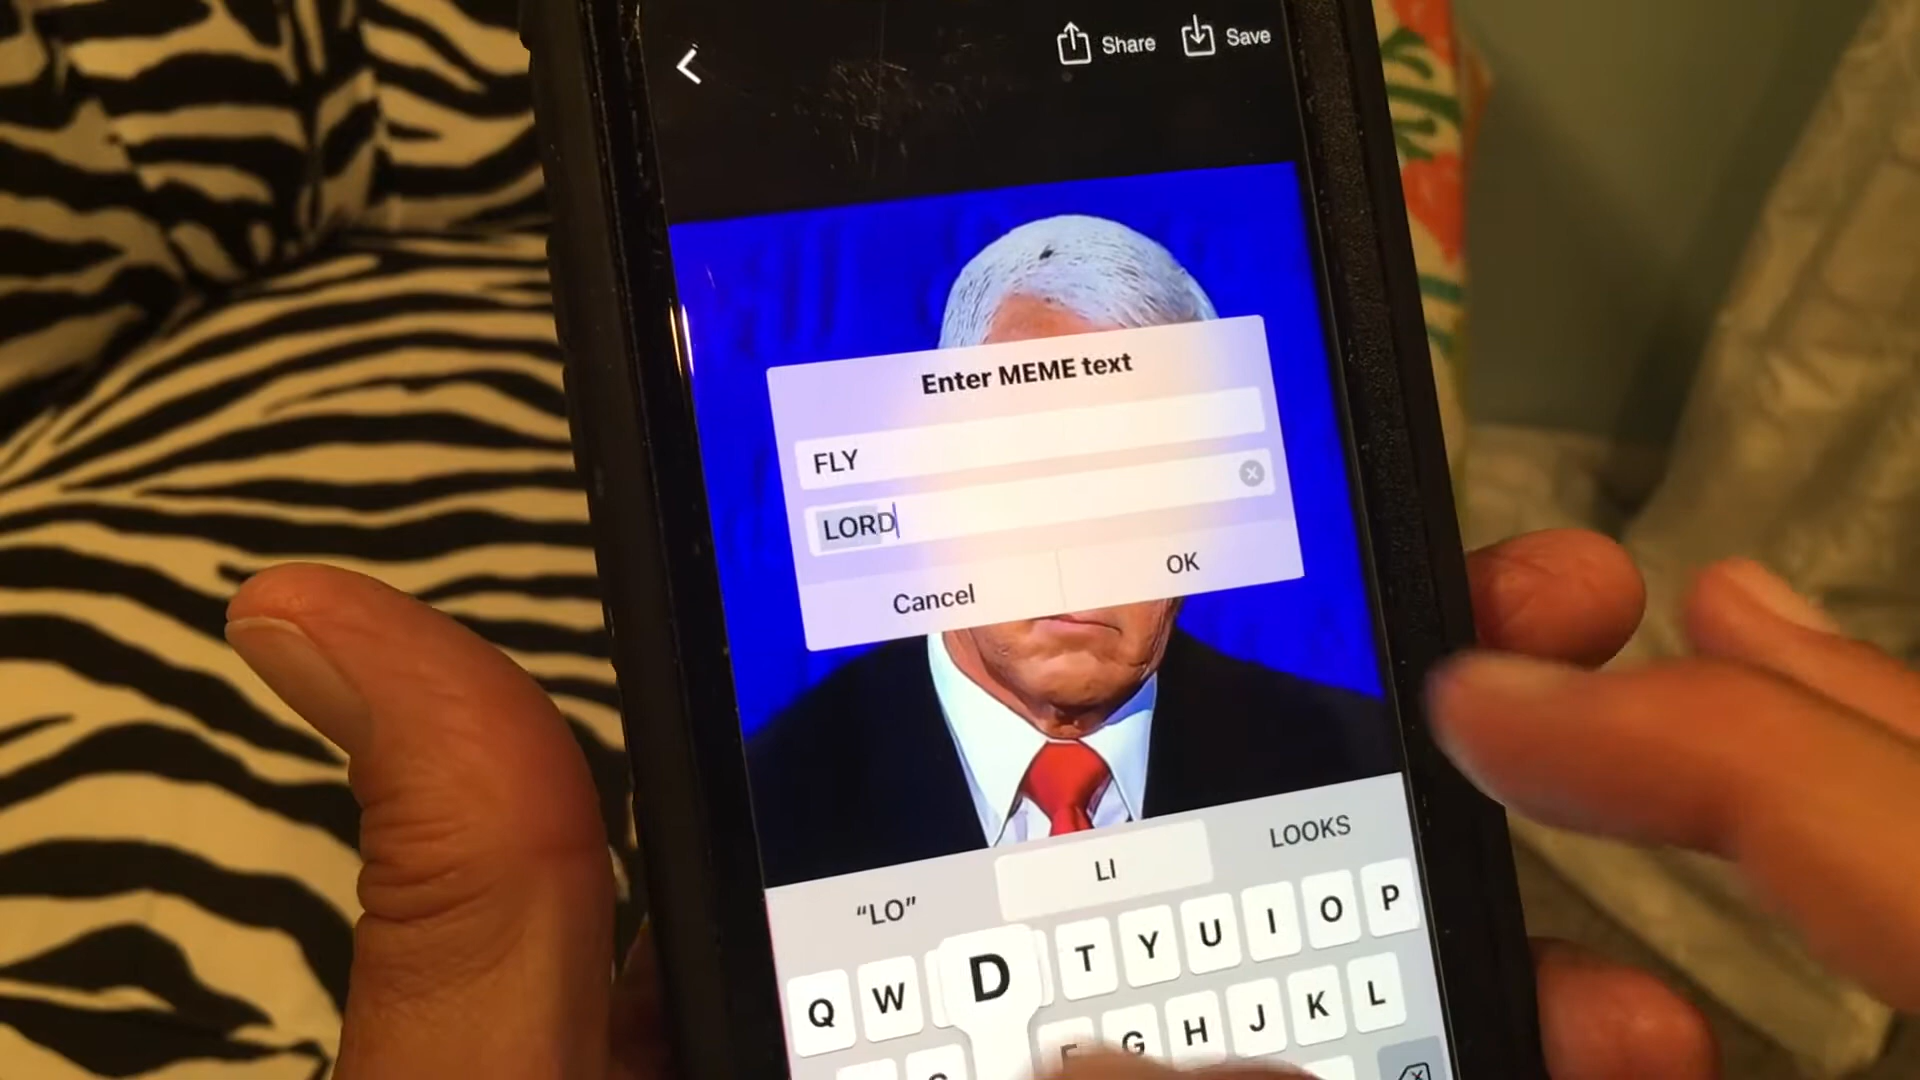 Share Save
Enter MEME text
FLY
LORD
Cancel OK
“LO” LI LOOKS
Q W D T Y U I O P
G H J K L